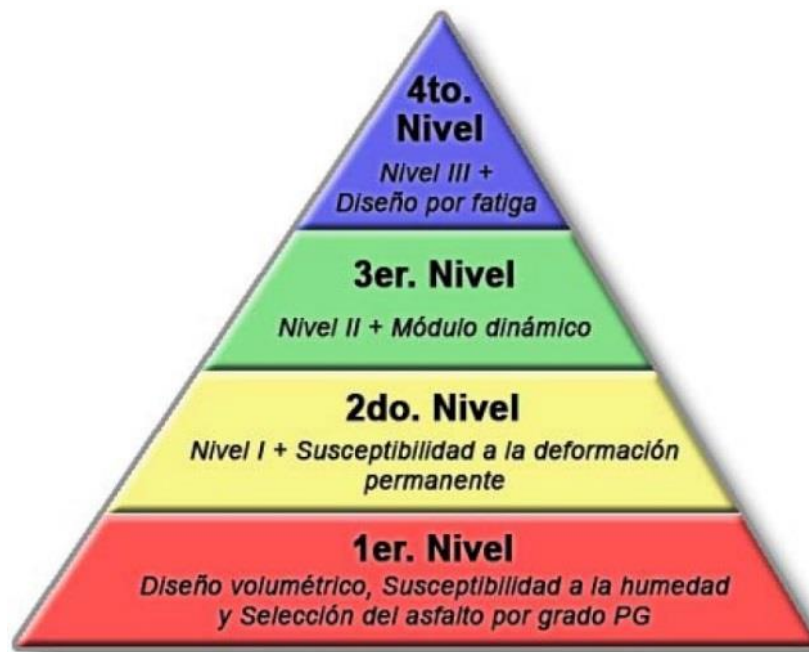 4to.
Nivel
Nivel III +
Diseño por fatiga
3er. Nivel
Nivel II + Módulo dinámico
2do. Nivel
Nivel I + Susceptibilidad a la deformación
permanente
1er. Nivel
Diseño volumétrico, Susceptibilidad a la humedad
y Selección del asfalto por grado PG